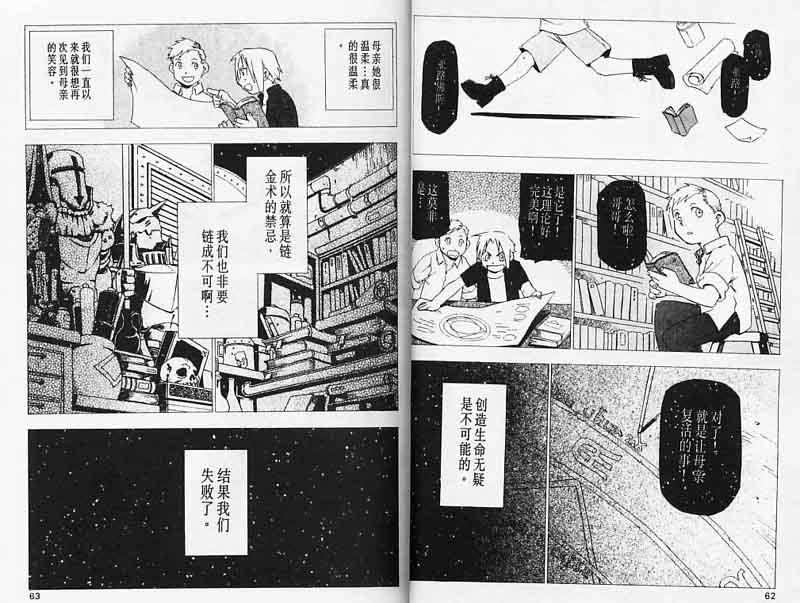 亚路！
亚路佛斯！
怎么啦！
哥哥！
是它了！
这理论好
完美啊！
这莫非
是…
对了！
就是让母亲
复活的事！
创造生命无疑
是不可能的。
62
母亲她很
温柔…真
的很温柔。
我们一直以
来就很想再
次见到母亲
的笑容。
所以就算是链
金术的禁忌，
我们也非要
链成不可啊…
结果我们
失败了。
63